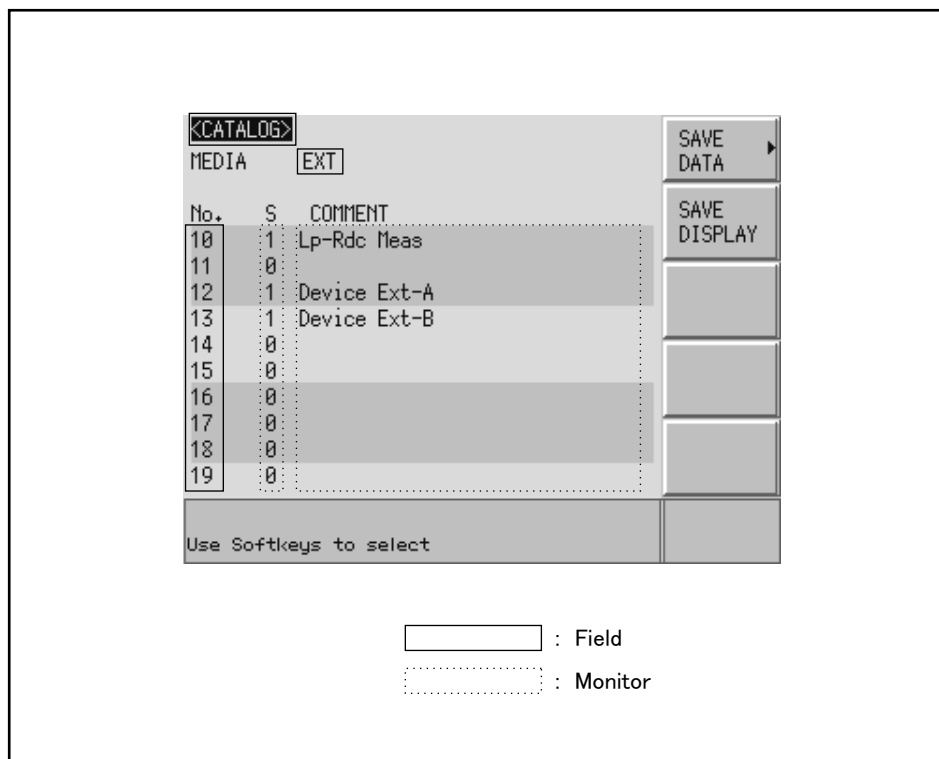 <CATALOG>
MEDIA EXT
No. S COMMENT
10 1 Lp-Rdc Meas
11 0
12 1 Device Ext-A
13 1 Device Ext-B
14 0
15 0
16 0
17 0
18 0
19 0
Use Softkeys to select
SAVE
DATA
SAVE
DISPLAY
: Field
: Monitor